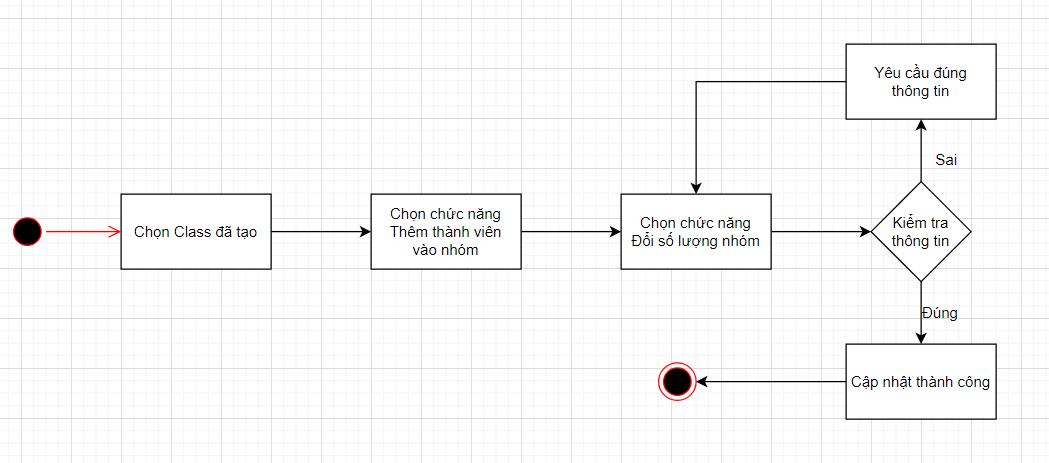 Chọn Class đã tạo
Chọn chức năng
Thêm thành viên
vào nhóm
Chọn chức năng
Đổi số lượng nhóm
Kiểm tra
thông tin
Sai
Yêu cầu đúng
thông tin
Đúng
Cập nhật thành công